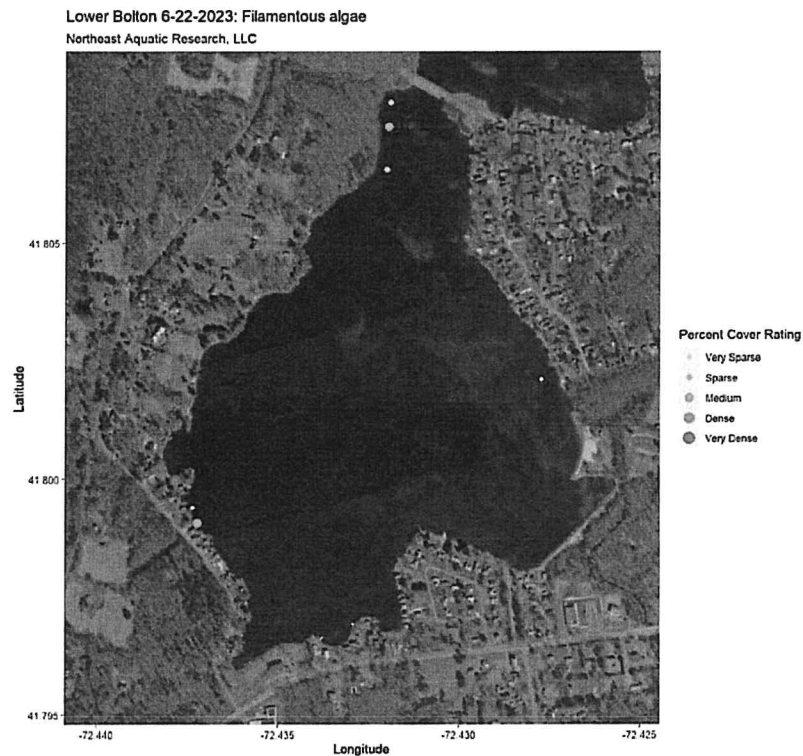 Lower Bolton 6-22-2023: Filamentous algae
Northeast Aquatic Research, LLC
41.805
41.800
41.795
Latitude
-72.440
-72.435
-72.430
-72.425
Longitude
Percent Cover Rating
Very Sparse
Sparse
Medium
Dense
Very Dense